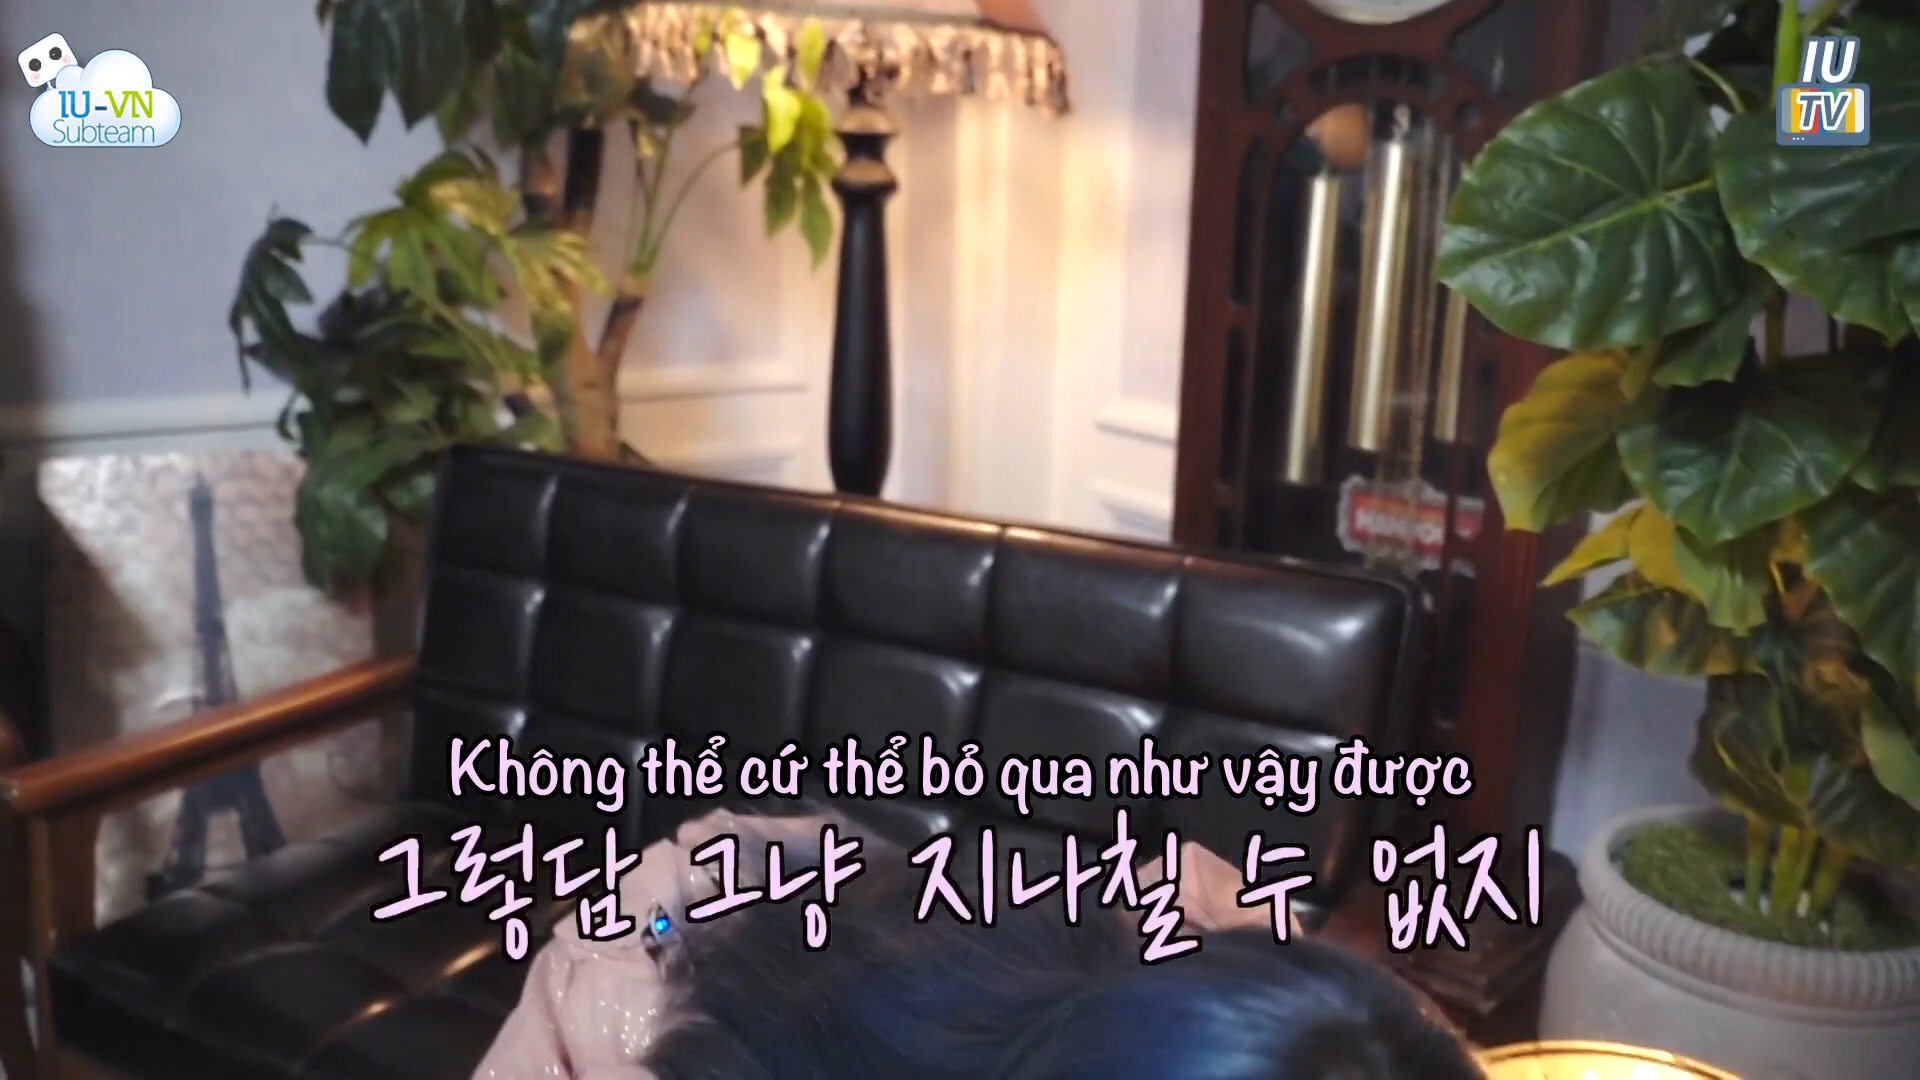 IU-VN
Subteam
IU
TV
Không thể cứ thể bỏ qua như vậy được
그렇담 그냥 지나칠 수 없지